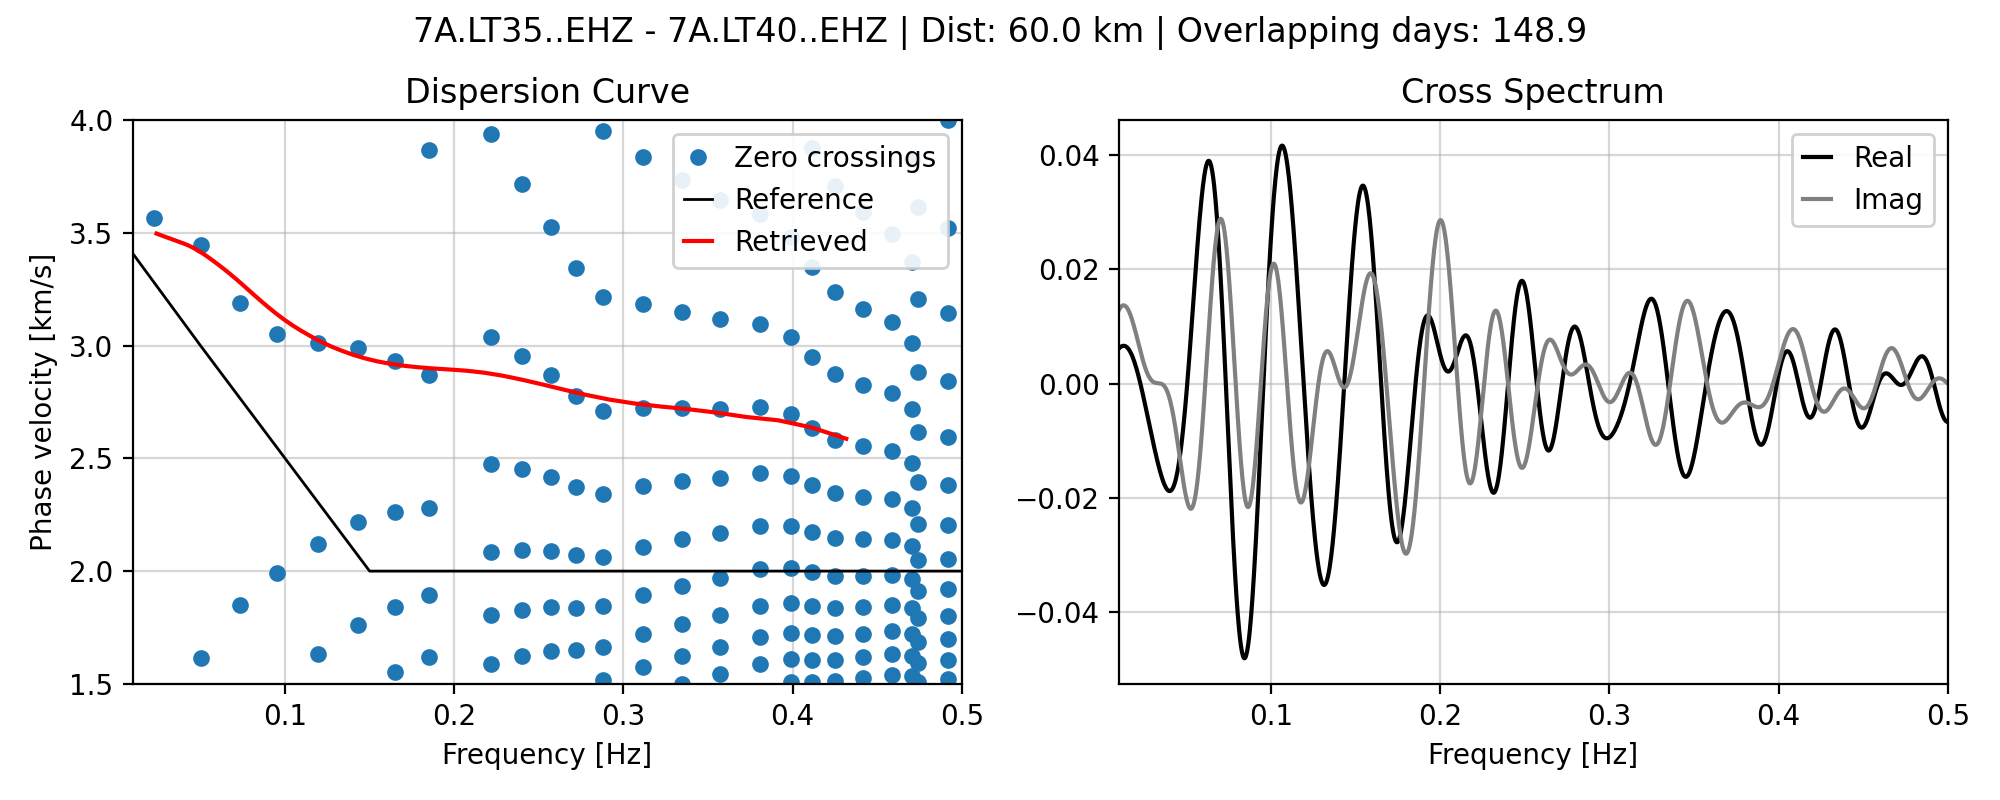 7A.LT35..EHZ - 7A.LT40..EHZ | Dist: 60.0 km | Overlapping days: 148.9
Dispersion Curve
Zero crossings
Reference
Retrieved
4.0
3.5
3.0
2.5
2.0
1.5
Phase velocity [km/s]
0.1 0.2 0.3 0.4 0.5
Frequency [Hz]
Cross Spectrum
Real
Imag
0.04
0.02
0.00
−0.02
−0.04
0.1 0.2 0.3 0.4 0.5
Frequency [Hz]